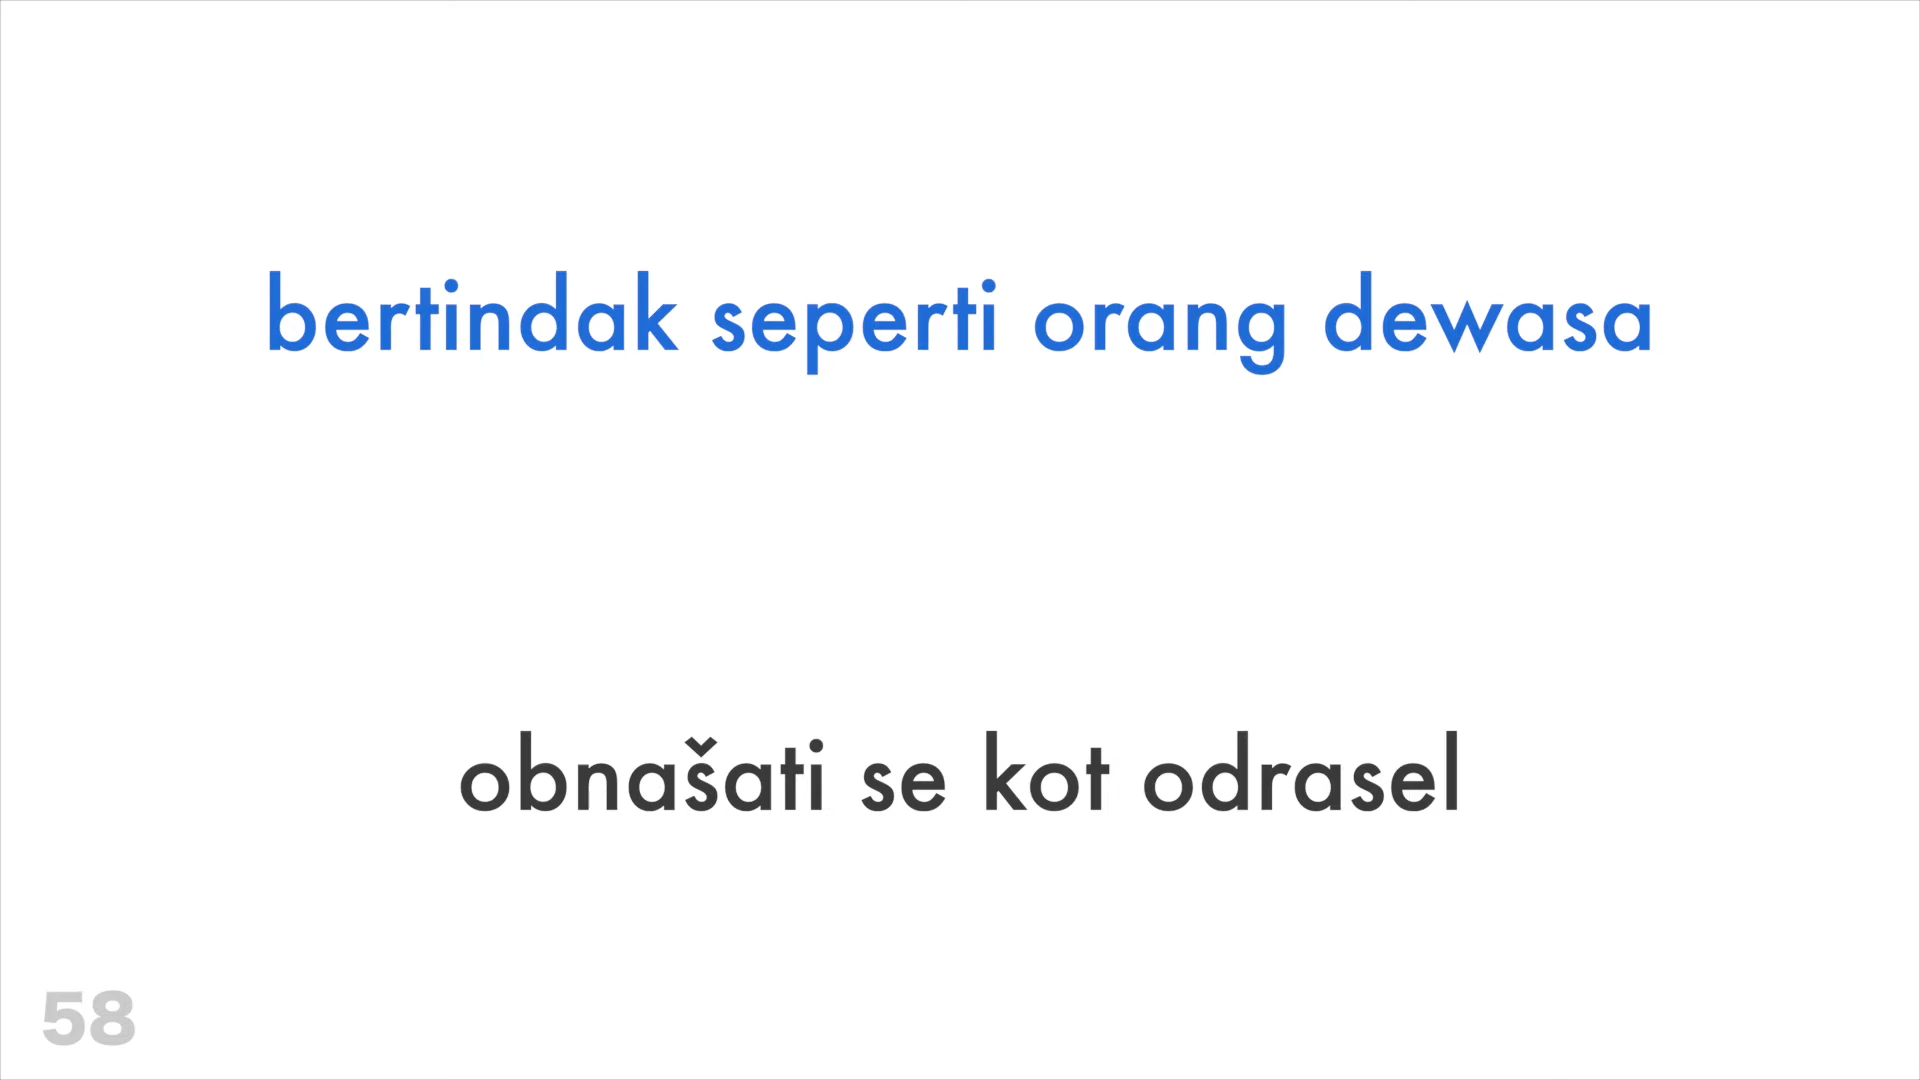 bertindak seperti orang dewasa
obnašati se kot odrasel
58